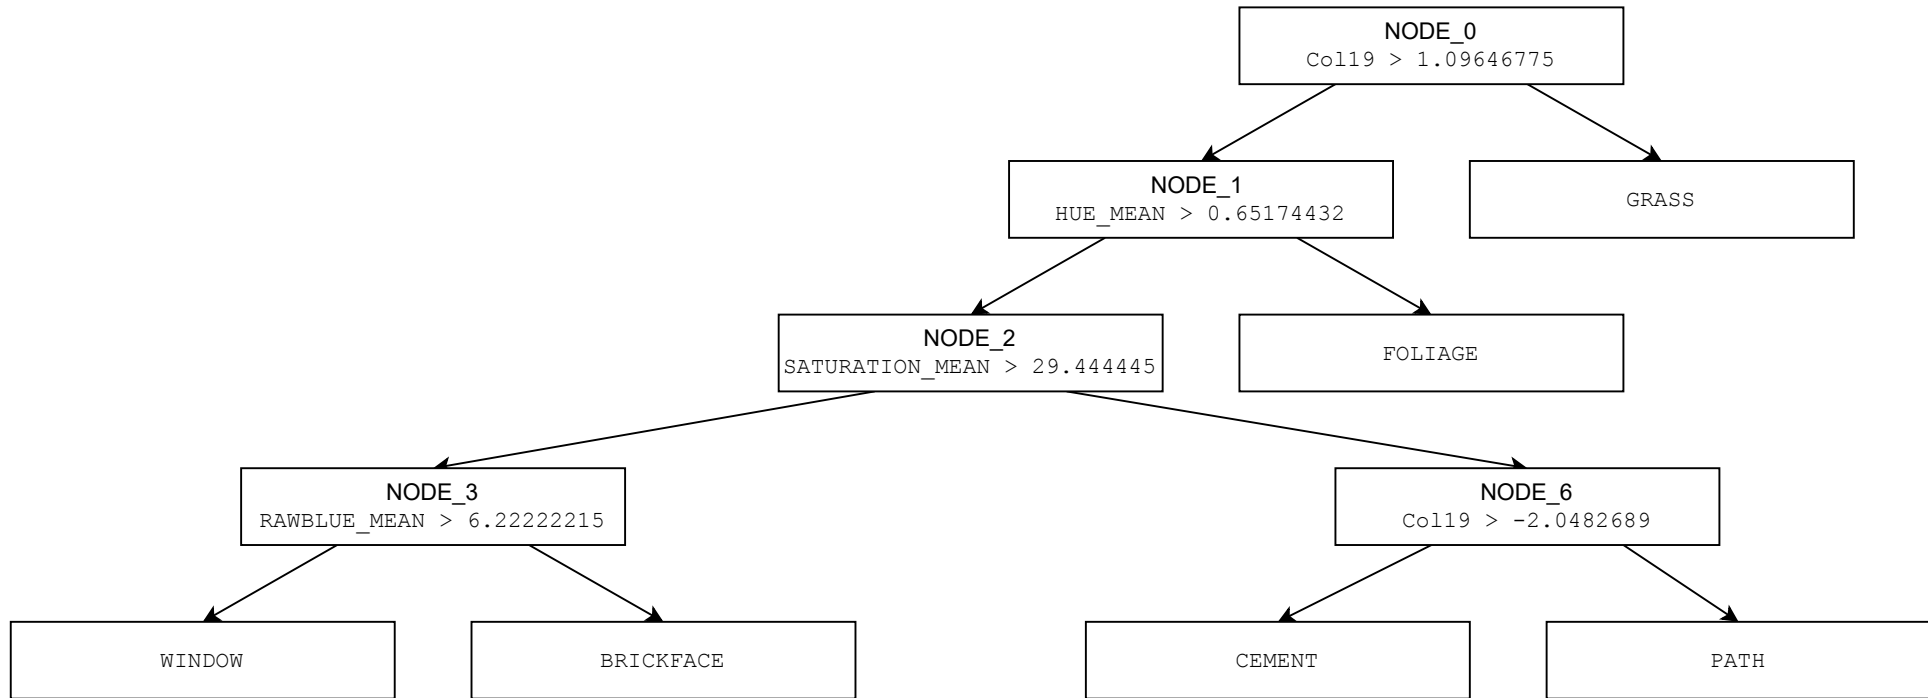 NODE_0
Col19 > 1.09646775
NODE_1
HUE_MEAN > 0.65174432
GRASS
NODE_2
SATURATION_MEAN > 29.444445
FOLIAGE
NODE_3
RAWBLUE_MEAN > 6.22222215
NODE_6
Col19 > -2.0482689
WINDOW
BRICKFACE
CEMENT
PATH